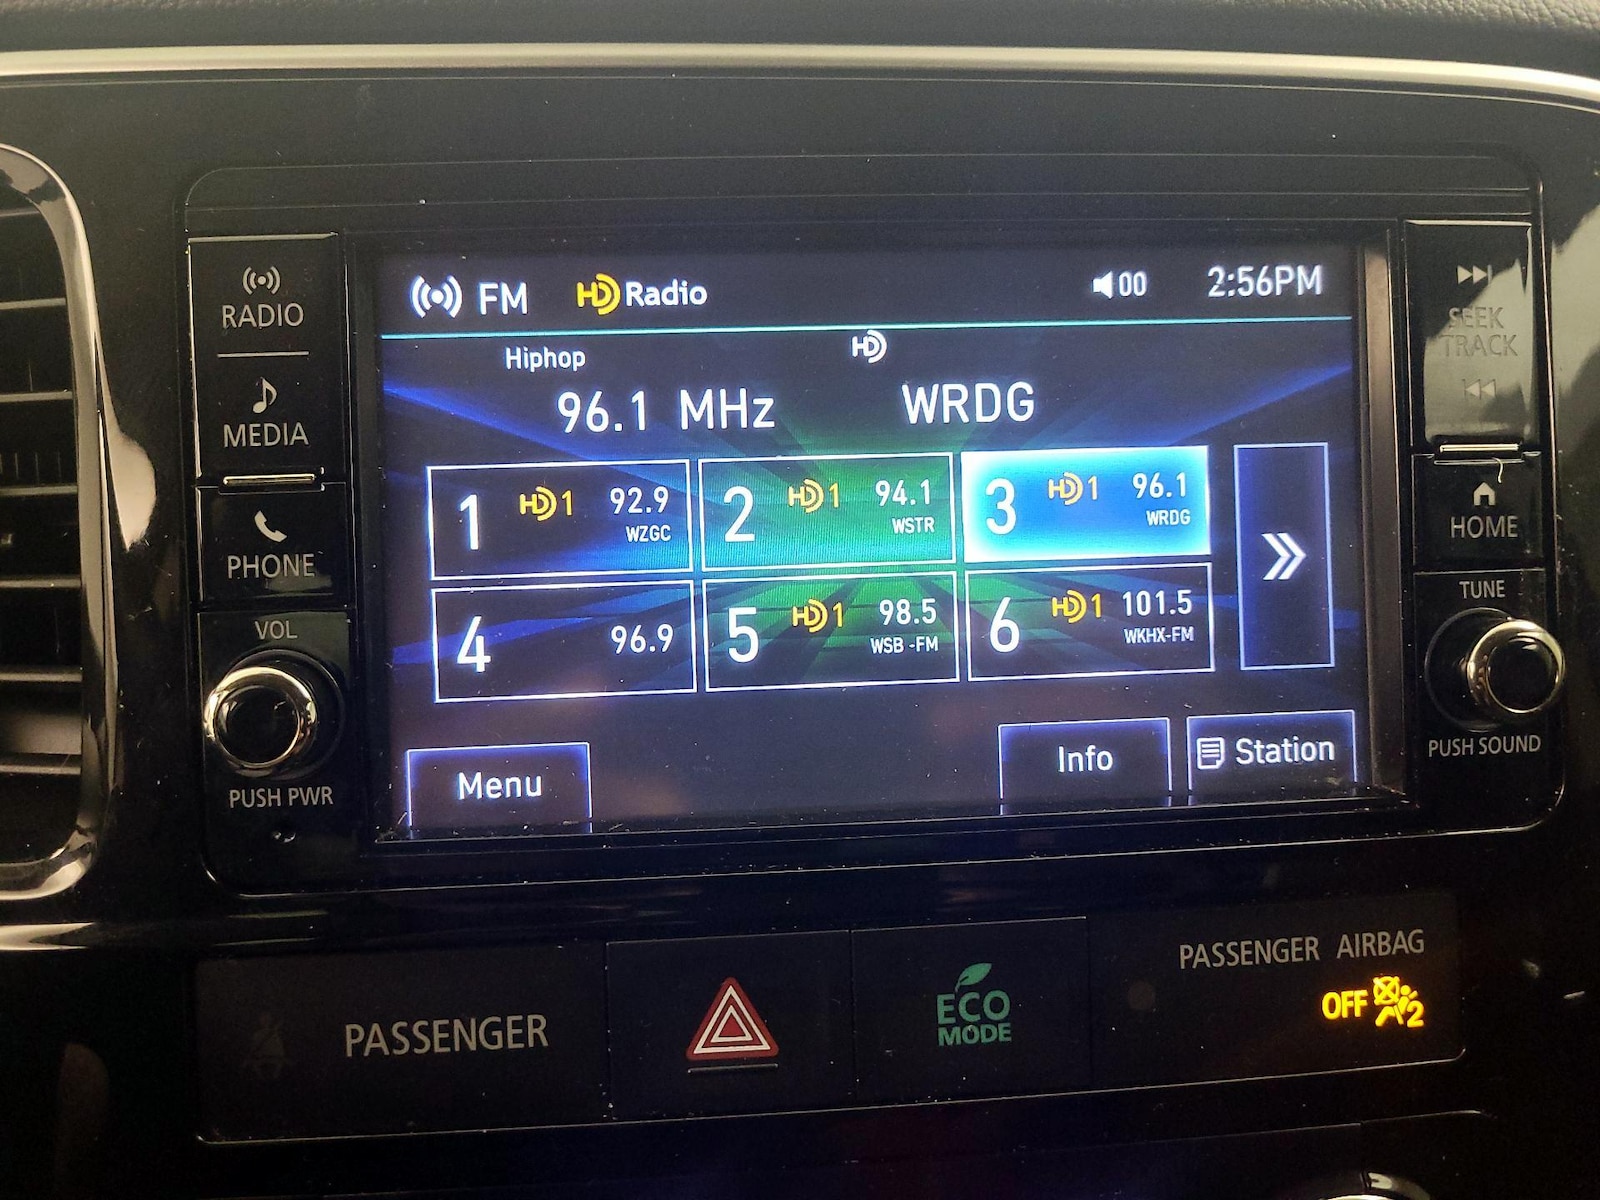 RADIO
MEDIA
PHONE
VOL
PUSH PWR
FM HD Radio 00 2:56PM
Hiphop HD
96.1 MHz WRDG
1 HD1 92.9
WZGC
2 HD1 94.1
WSTR
3 HD1 96.1
WRDG
4 96.9
5 HD1 98.5
WSB -FM
6 HD1 101.5
WKHX-FM
Menu Info Station
SEEK
TRACK
HOME
TUNE
PUSH SOUND
PASSENGER
ECO
MODE
PASSENGER AIRBAG
OFF 2